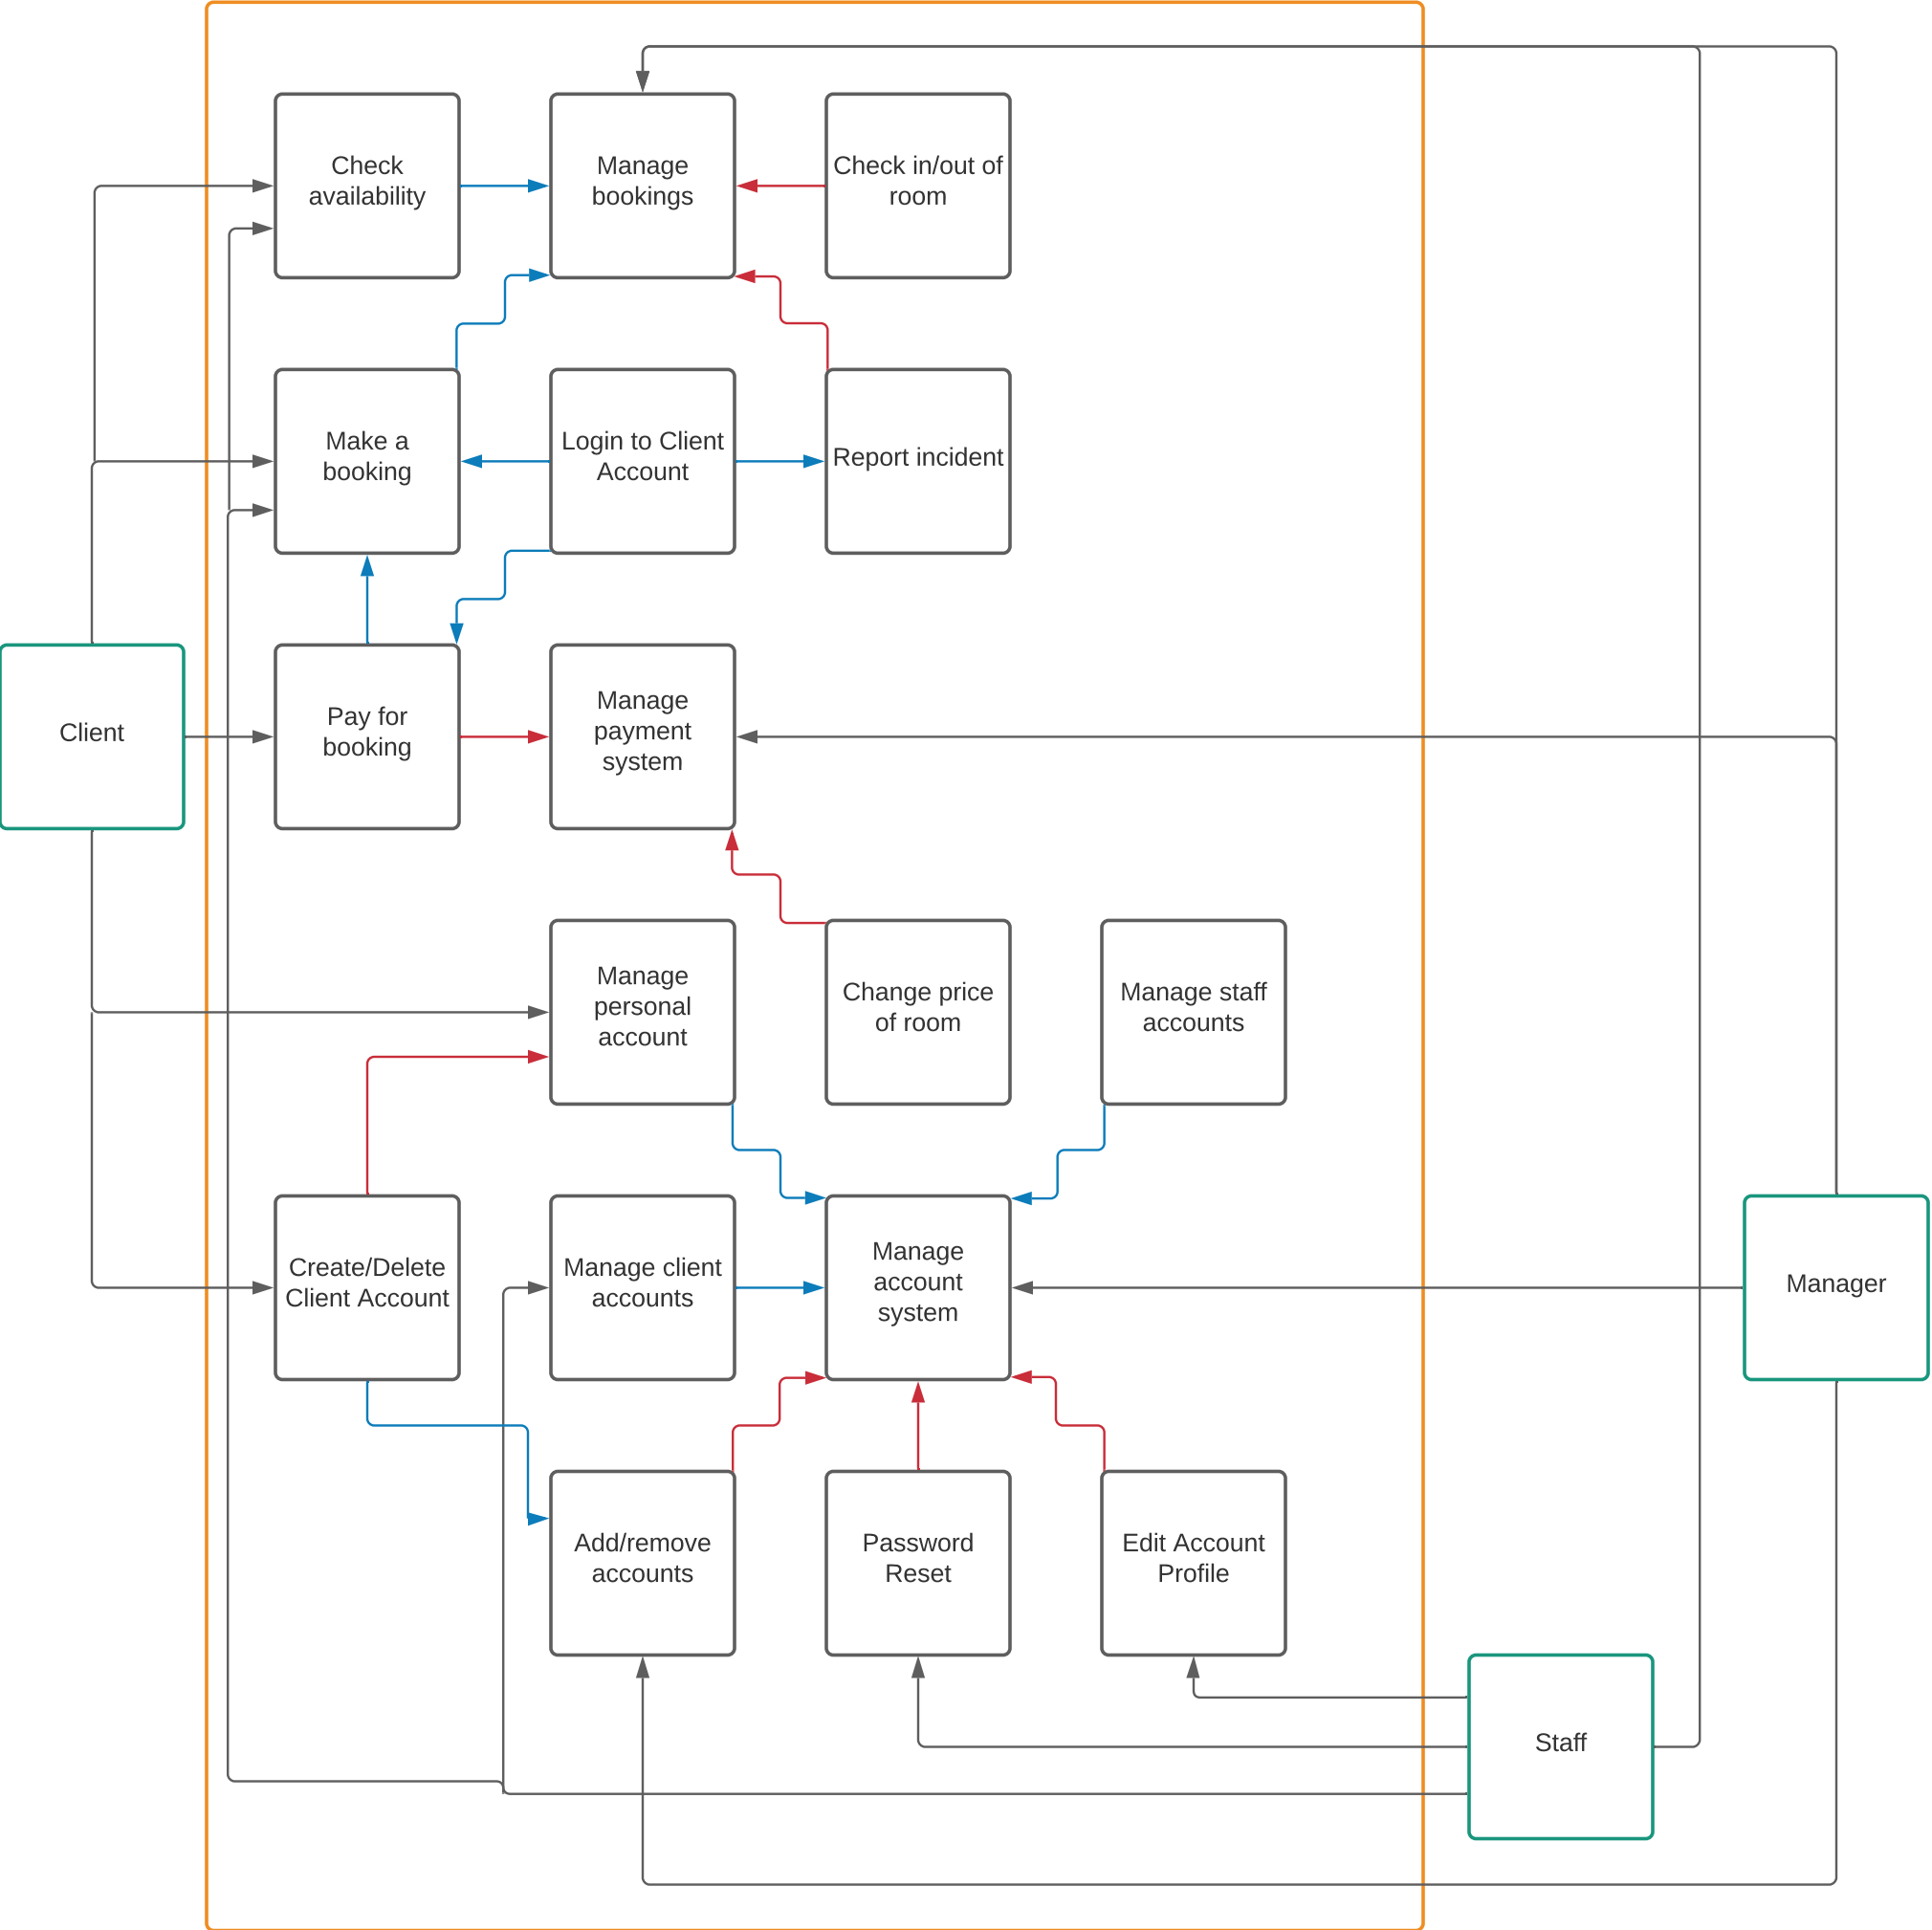 Check
availability
Manage
bookings
Check in/out of
room
Make a
booking
Login to Client
Account
Report incident
Client
Pay for
booking
Manage
payment
system
Manage
personal
account
Change price
of room
Manage staff
accounts
Create/Delete
Client Account
Manage client
accounts
Manage
account
system
Manager
Add/remove
accounts
Password
Reset
Edit Account
Profile
Staff